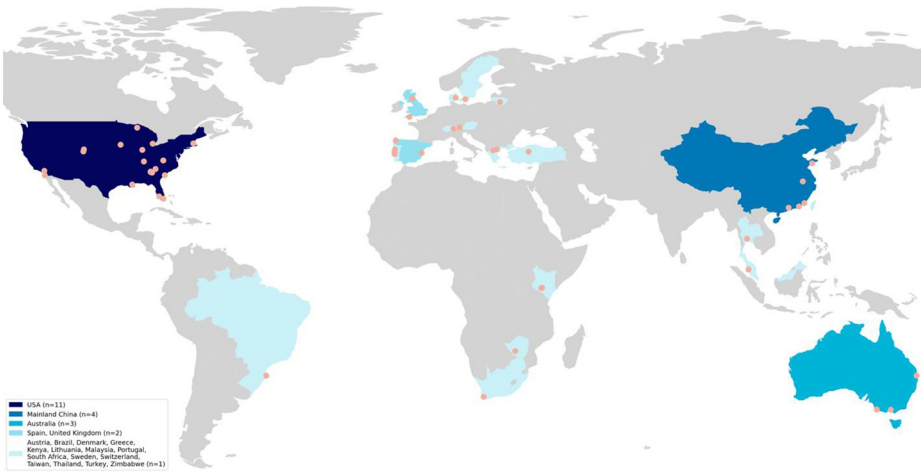 USA (n=11)
Mainland China (n=4)
Australia (n=3)
Spain, United Kingdom (n=2)
Austria, Brazil, Denmark, Greece,
Kenya, Lithuania, Malaysia, Portugal,
South Africa, Sweden, Switzerland,
Taiwan, Thailand, Turkey, Zimbabwe (n=1)